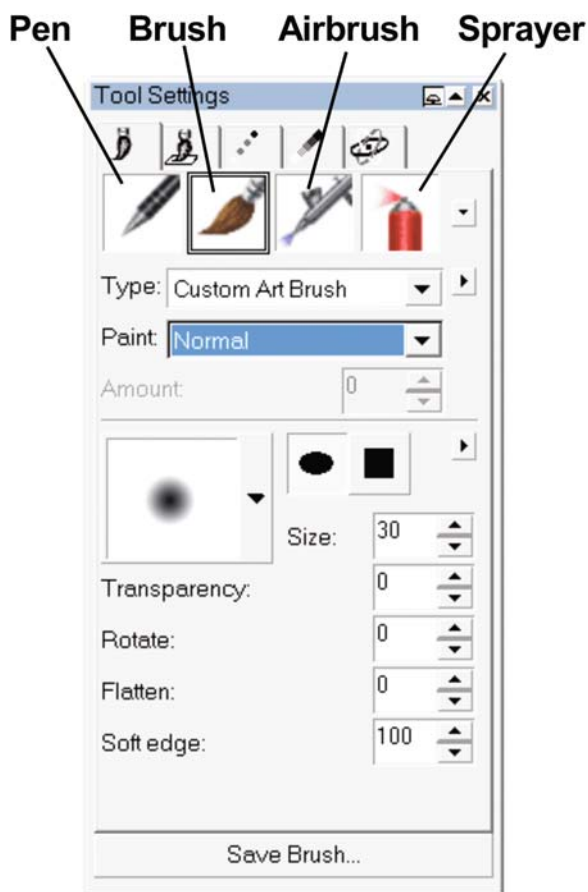 Pen Brush Airbrush Sprayer
Tool Settings
Type: Custom Art Brush
Paint: Normal
Amount: 0
Size: 30
Transparency: 0
Rotate: 0
Flatten: 0
Soft edge: 100
Save Brush...